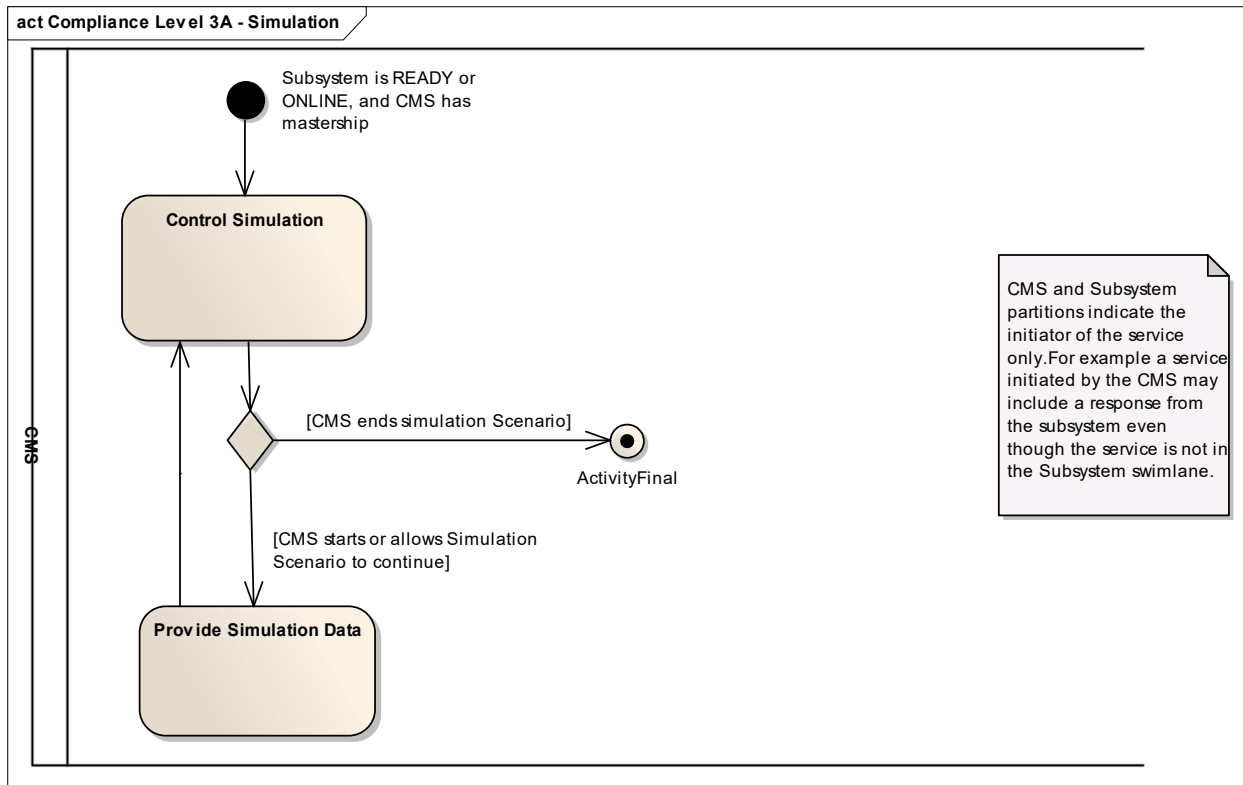 act Compliance Level 3A - Simulation
Subsystem is READY or
ONLINE, and CMS has
mastership
Control Simulation
CMS and Subsystem
partitions indicate the
initiator of the service
only.For example a service
initiated by the CMS may
include a response from
the subsystem even
though the service is not in
the Subsystem swimlane.
CMS
[CMS ends simulation Scenario]
ActivityFinal
[CMS starts or allows Simulation
Scenario to continue]
Provide Simulation Data